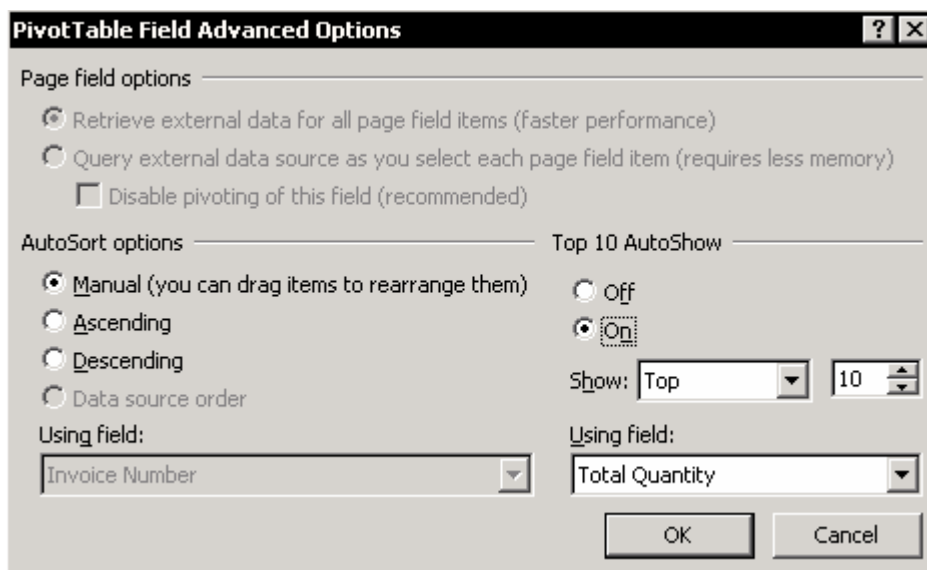 PivotTable Field Advanced Options
Page field options
Retrieve external data for all page field items (faster performance)
Query external data source as you select each page field item (requires less memory)
Disable pivoting of this field (recommended)
AutoSort options
Manual (you can drag items to rearrange them)
Ascending
Descending
Data source order
Using field:
Invoice Number
Top 10 AutoShow
Off
On
Show: Top 10
Using field:
Total Quantity
OK Cancel